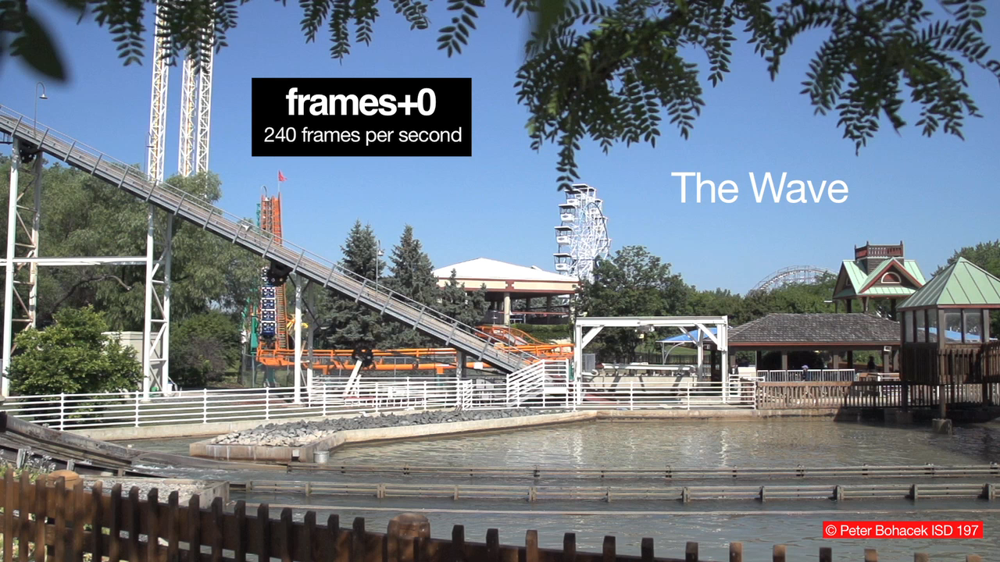 frames+0
240 frames per second
The Wave
© Peter Bohacek ISD 197